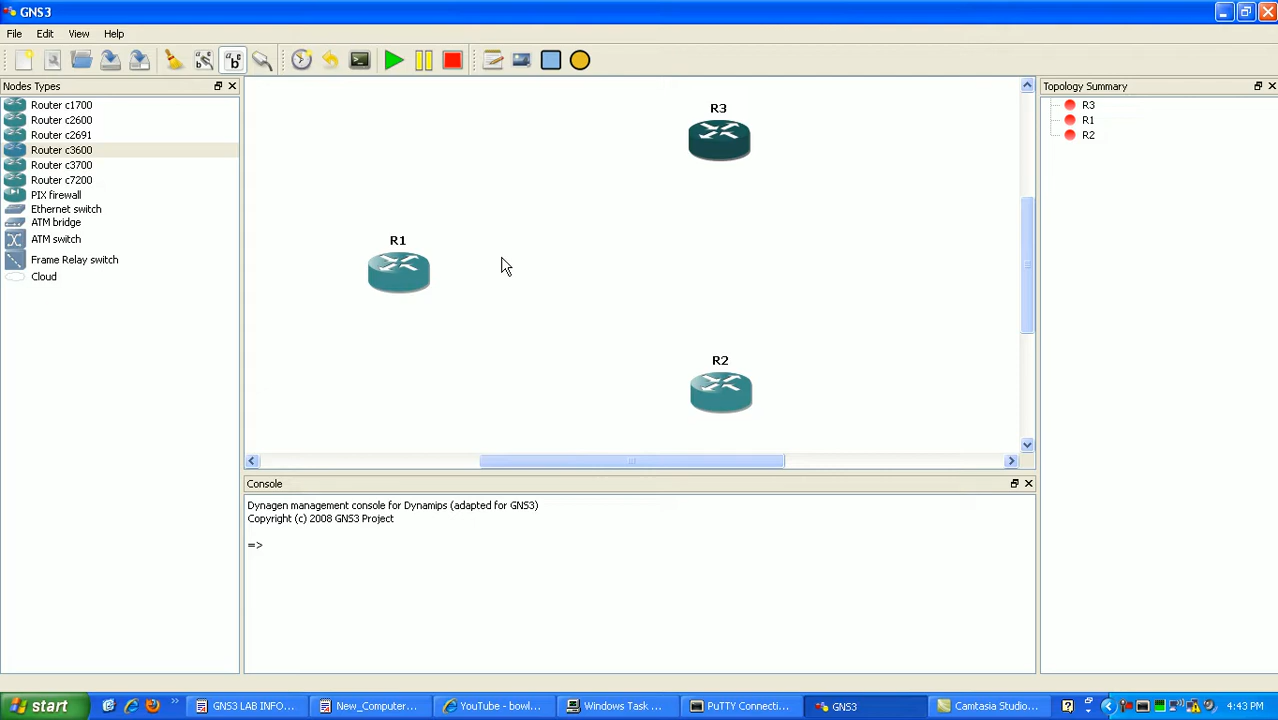 GNS3
File Edit View Help
Nodes Types
Router c1700
Router c2600
Router c2691
Router c3600
Router c3700
Router c7200
PIX firewall
Ethernet switch
ATM bridge
ATM switch
Frame Relay switch
Cloud
R3
R1
R2
Topology Summary
R3
R1
R2
Console
Dynagen management console for Dynamips (adapted for GNS3)
Copyright (c) 2008 GNS3 Project
=>
start
GNS3 LAB INFO...
New_Computer...
YouTube - bowl...
Windows Task ...
PuTTY Connecti...
GNS3
Camtasia Studio...
4:43 PM